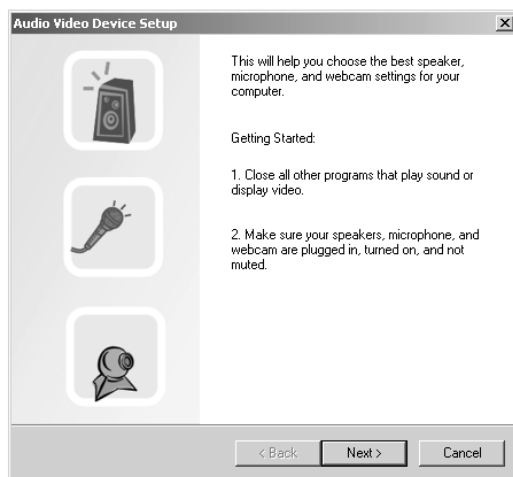 Audio Video Device Setup
This will help you choose the best speaker,
microphone, and webcam settings for your
computer.
Getting Started:
1. Close all other programs that play sound or
display video.
2. Make sure your speakers, microphone, and
webcam are plugged in, turned on, and not
muted.
< Back
Next >
Cancel